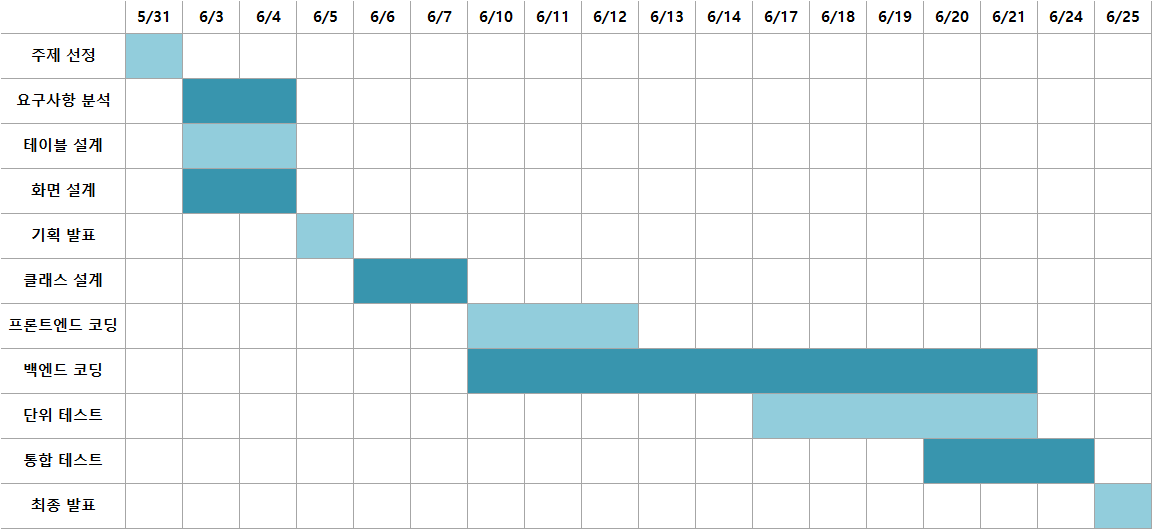 5/31 6/3 6/4 6/5 6/6 6/7 6/10 6/11 6/12 6/13 6/14 6/17 6/18 6/19 6/20 6/21 6/24 6/25
주제 선정
요구사항 분석
테이블 설계
화면 설계
기획 발표
클래스 설계
프론트엔드 코딩
백엔드 코딩
단위 테스트
통합 테스트
최종 발표